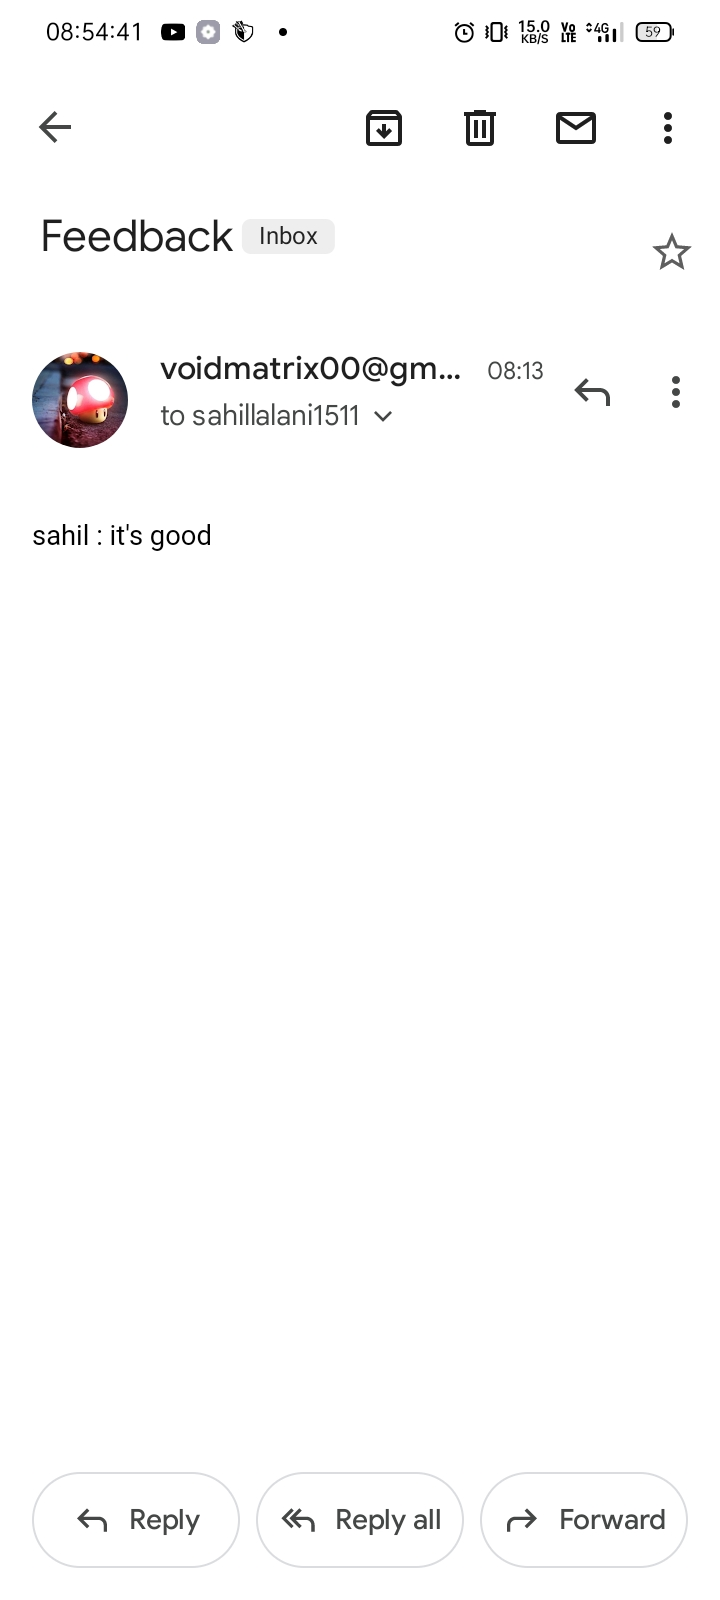 08:54:41 15.0 KB/S Vo LTE 4G 59
Feedback Inbox
voidmatrix00@gm... 08:13
to sahillalani1511
sahil : it's good
Reply Reply all Forward